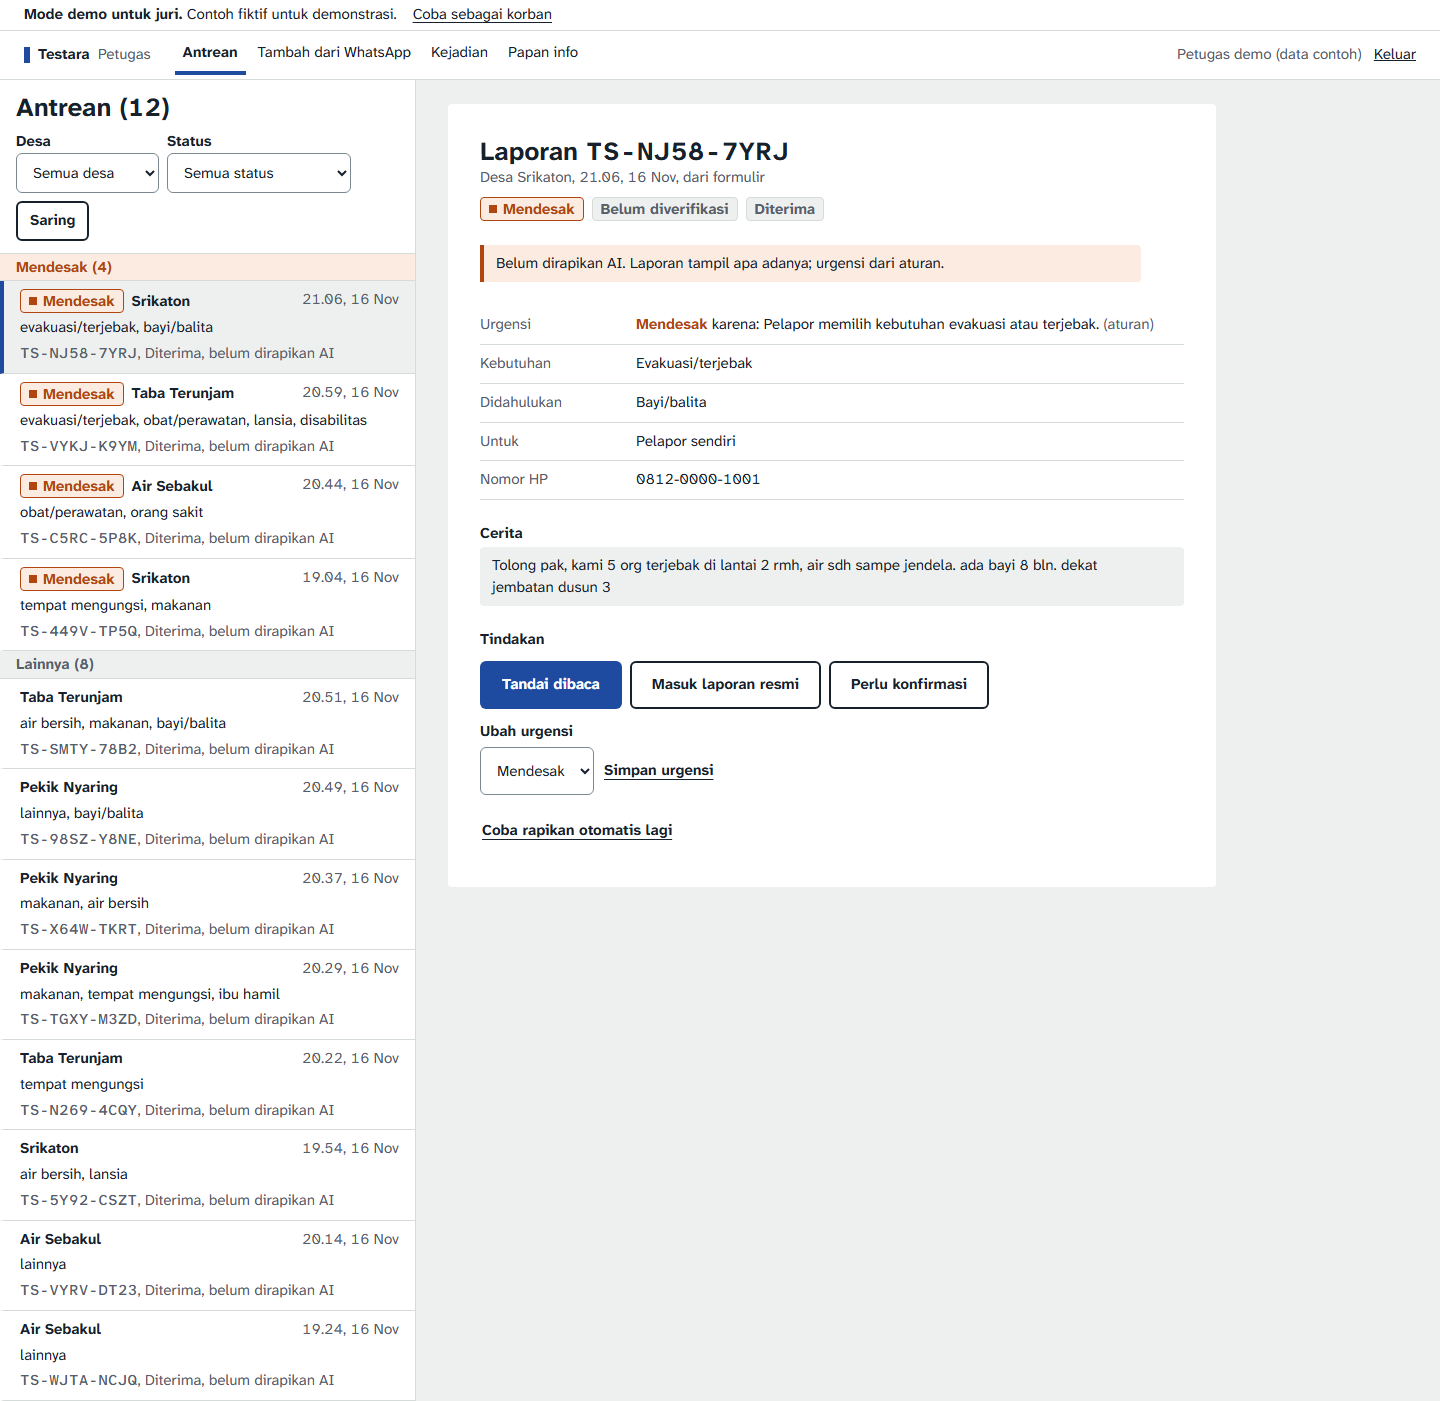 Mode demo untuk juri. Contoh fiktif untuk demonstrasi. Coba sebagai korban
Testara Petugas Antrean Tambah dari WhatsApp Kejadian Papan info Petugas demo (data contoh) Keluar
Antrean (12)
Desa Status
Semua desa Semua status
Saring
Mendesak (4)
Mendesak Srikaton 21.06, 16 Nov
evakuasi/terjebak, bayi/balita
TS-NJ58-7YRJ, Diterima, belum dirapikan AI
Mendesak Taba Terunjam 20.59, 16 Nov
evakuasi/terjebak, obat/perawatan, lansia, disabilitas
TS-VYKJ-K9YM, Diterima, belum dirapikan AI
Mendesak Air Sebakul 20.44, 16 Nov
obat/perawatan, orang sakit
TS-C5RC-5P8K, Diterima, belum dirapikan AI
Mendesak Srikaton 19.04, 16 Nov
tempat mengungsi, makanan
TS-449V-TP5Q, Diterima, belum dirapikan AI
Lainnya (8)
Taba Terunjam 20.51, 16 Nov
air bersih, makanan, bayi/balita
TS-SMTY-78B2, Diterima, belum dirapikan AI
Pekik Nyaring 20.49, 16 Nov
lainnya, bayi/balita
TS-98SZ-Y8NE, Diterima, belum dirapikan AI
Pekik Nyaring 20.37, 16 Nov
makanan, air bersih
TS-X64W-TKRT, Diterima, belum dirapikan AI
Pekik Nyaring 20.29, 16 Nov
makanan, tempat mengungsi, ibu hamil
TS-TGXY-M3ZD, Diterima, belum dirapikan AI
Taba Terunjam 20.22, 16 Nov
tempat mengungsi
TS-N269-4CQY, Diterima, belum dirapikan AI
Srikaton 19.54, 16 Nov
air bersih, lansia
TS-5Y92-CSZT, Diterima, belum dirapikan AI
Air Sebakul 20.14, 16 Nov
lainnya
TS-VYRV-DT23, Diterima, belum dirapikan AI
Air Sebakul 19.24, 16 Nov
lainnya
TS-WJTA-NCJQ, Diterima, belum dirapikan AI
Laporan TS-NJ58-7YRJ
Desa Srikaton, 21.06, 16 Nov, dari formulir
Mendesak Belum diverifikasi Diterima
Belum dirapikan AI. Laporan tampil apa adanya; urgensi dari aturan.
Urgensi Mendesak karena: Pelapor memilih kebutuhan evakuasi atau terjebak. (aturan)
Kebutuhan Evakuasi/terjebak
Didahulukan Bayi/balita
Untuk Pelapor sendiri
Nomor HP 0812-0000-1001
Cerita
Tolong pak, kami 5 org terjebak di lantai 2 rmh, air sdh sampe jendela. ada bayi 8 bln. dekat
jembatan dusun 3
Tindakan
Tandai dibaca Masuk laporan resmi Perlu konfirmasi
Ubah urgensi
Mendesak Simpan urgensi
Coba rapikan otomatis lagi